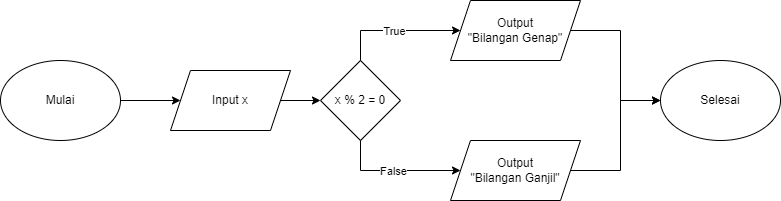 Mulai
Input x
x % 2 = 0
True
Output
"Bilangan Genap"
False
Output
"Bilangan Ganjil"
Selesai